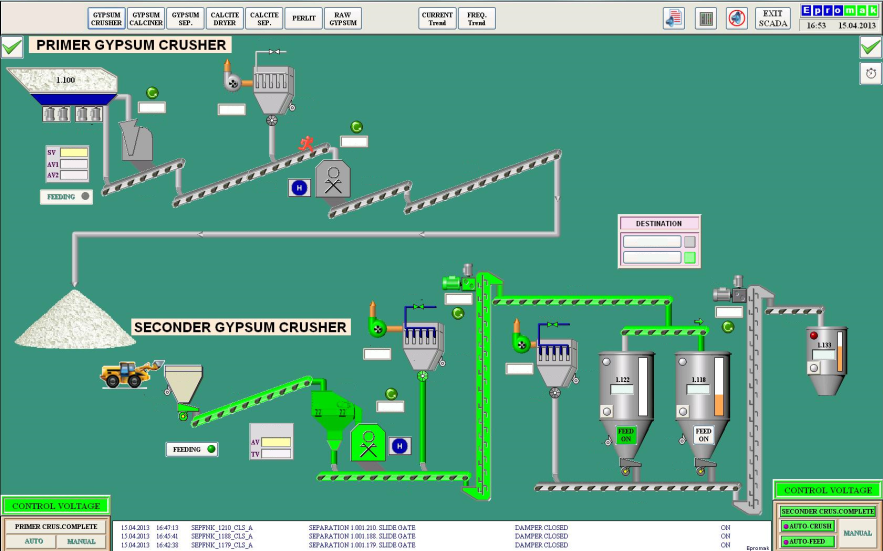 GYPSUM CRUSHER
GYPSUM CALCINER
GYPSUM SEP.
CALCITE DRYER
CALCITE SEP.
PERLIT
RAW GYPSUM
CURRENT Trend
FREQ. Trend
EXIT SCADA
Epromak
16:53 15.04.2013
PRIMER GYPSUM CRUSHER
1.100
SV
AV1
AV2
FEEDING
H
DESTINATION
SECONDER GYPSUM CRUSHER
1.133
1.122
1.118
FEED ON
FEED ON
FEEDING
AV
TV
H
CONTROL VOLTAGE
PRIMER CRUS.COMPLETE
AUTO
MANUAL
15.04.2013 16:47:13 SEPFNK_1210_CLS_A SEPARATION 1.001.210. SLIDE GATE DAMPER CLOSED ON
15.04.2013 16:45:41 SEPFNK_1188_CLS_A SEPARATION 1.001.188. SLIDE GATE DAMPER CLOSED ON
15.04.2013 16:42:38 SEPFNK_1179_CLS_A SEPARATION 1.001.179. SLIDE GATE DAMPER CLOSED ON
Epromak
CONTROL VOLTAGE
SECONDER CRUS.COMPLETE
AUTO-CRUSH
AUTO-FEED
MANUAL